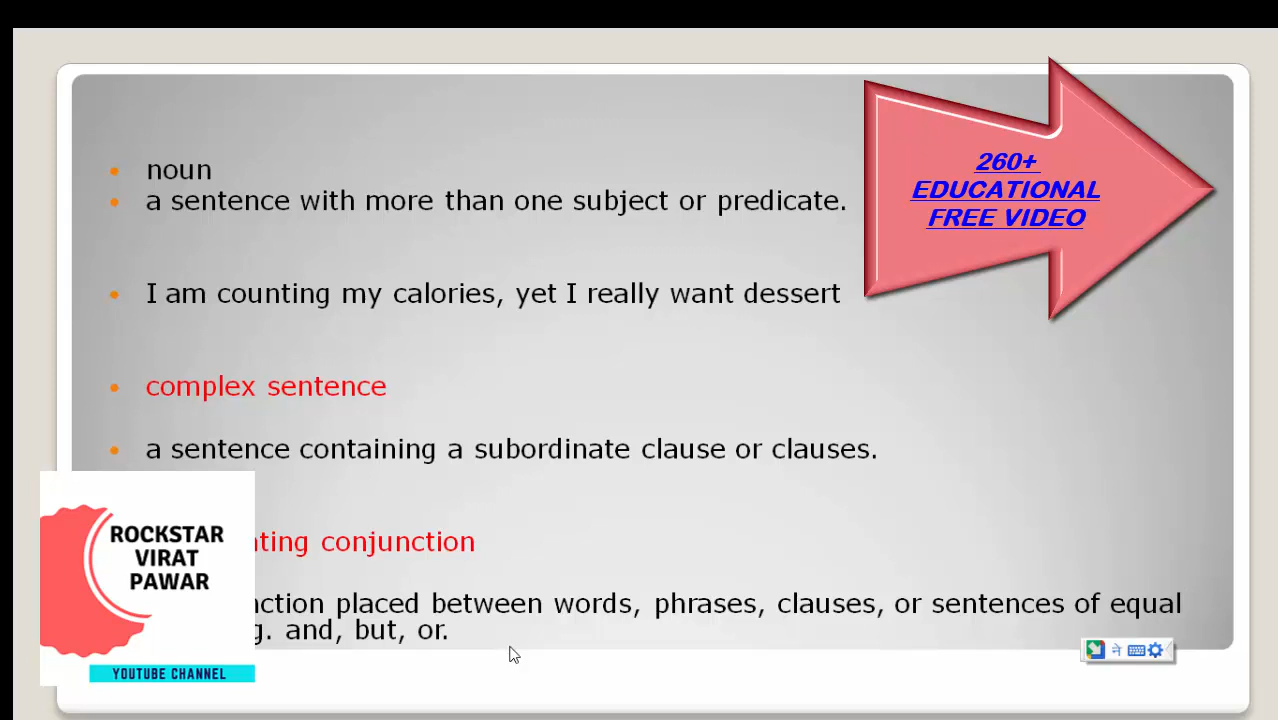 noun
a sentence with more than one subject or predicate.
260+
EDUCATIONAL
FREE VIDEO
I am counting my calories, yet I really want dessert
complex sentence
a sentence containing a subordinate clause or clauses.
conjunction
placed between words, phrases, clauses, or sentences of equal
and, but, or.
ROCKSTAR
VIRAT
PAWAR
YOUTUBE CHANNEL
ने